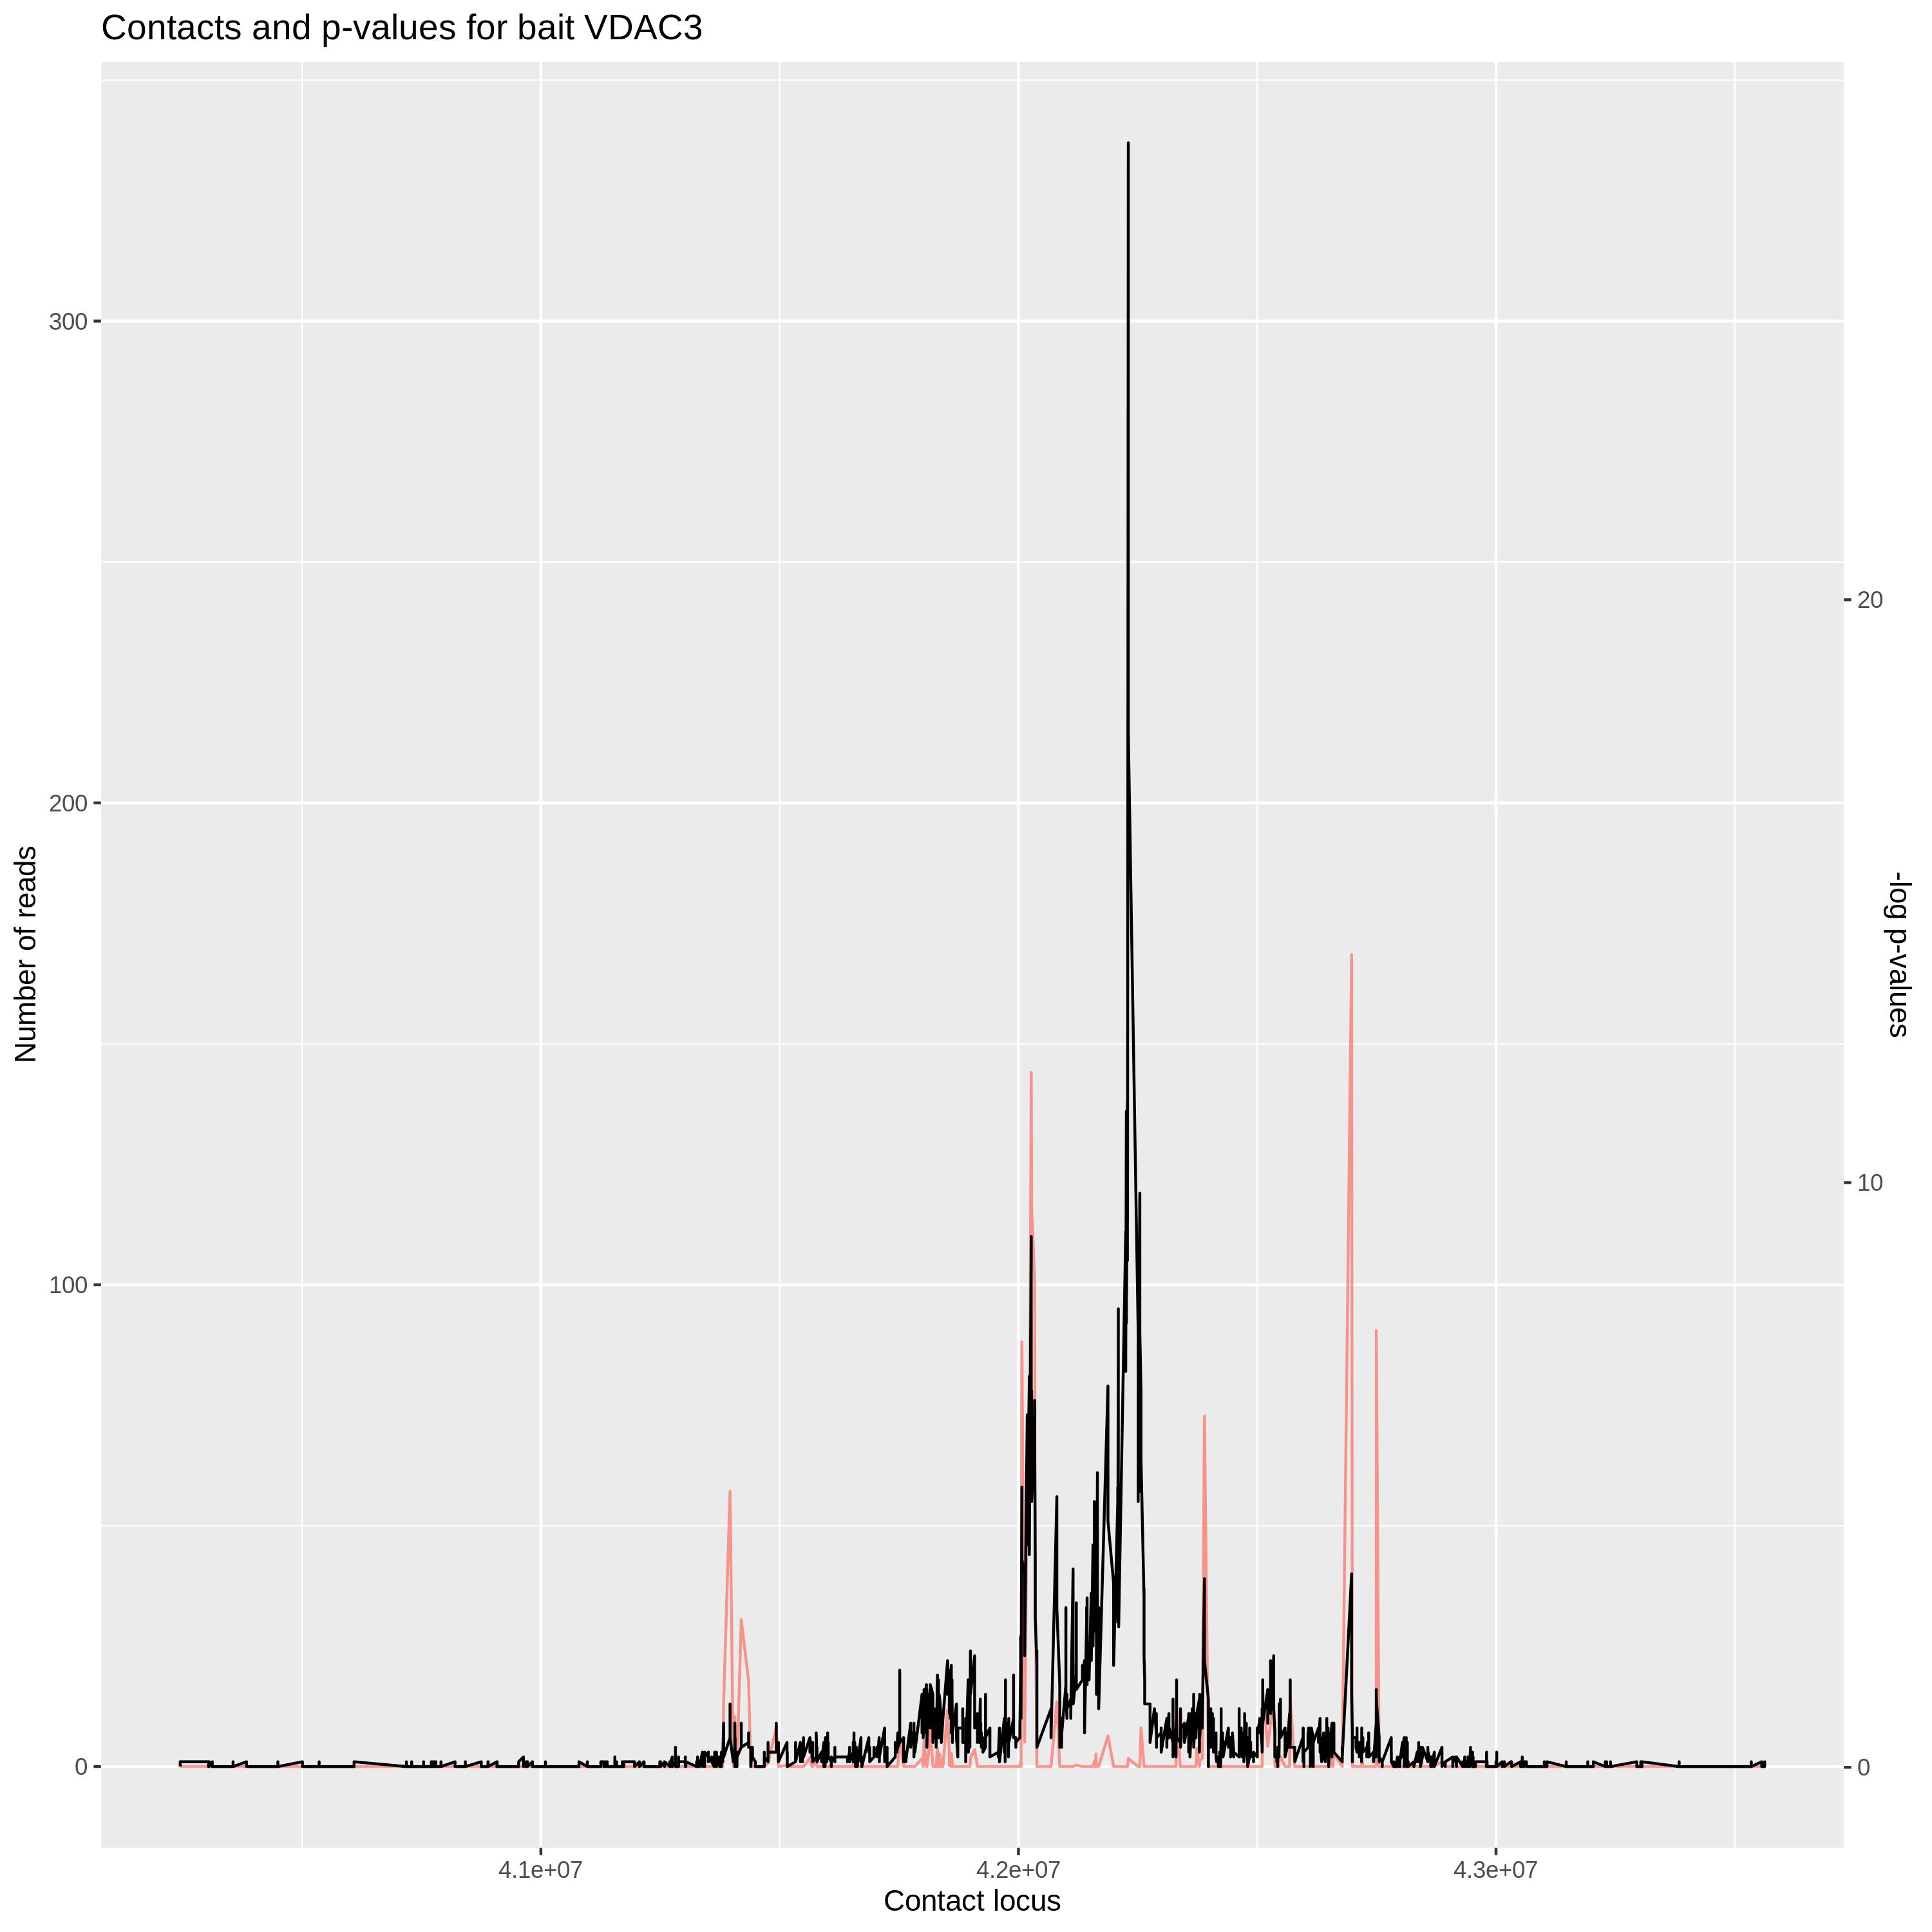 Contacts and p-values for bait VDAC3
300
200
100
0
Number of reads
20
10
0
-log p-values
4.1e+07
4.2e+07
4.3e+07
Contact locus